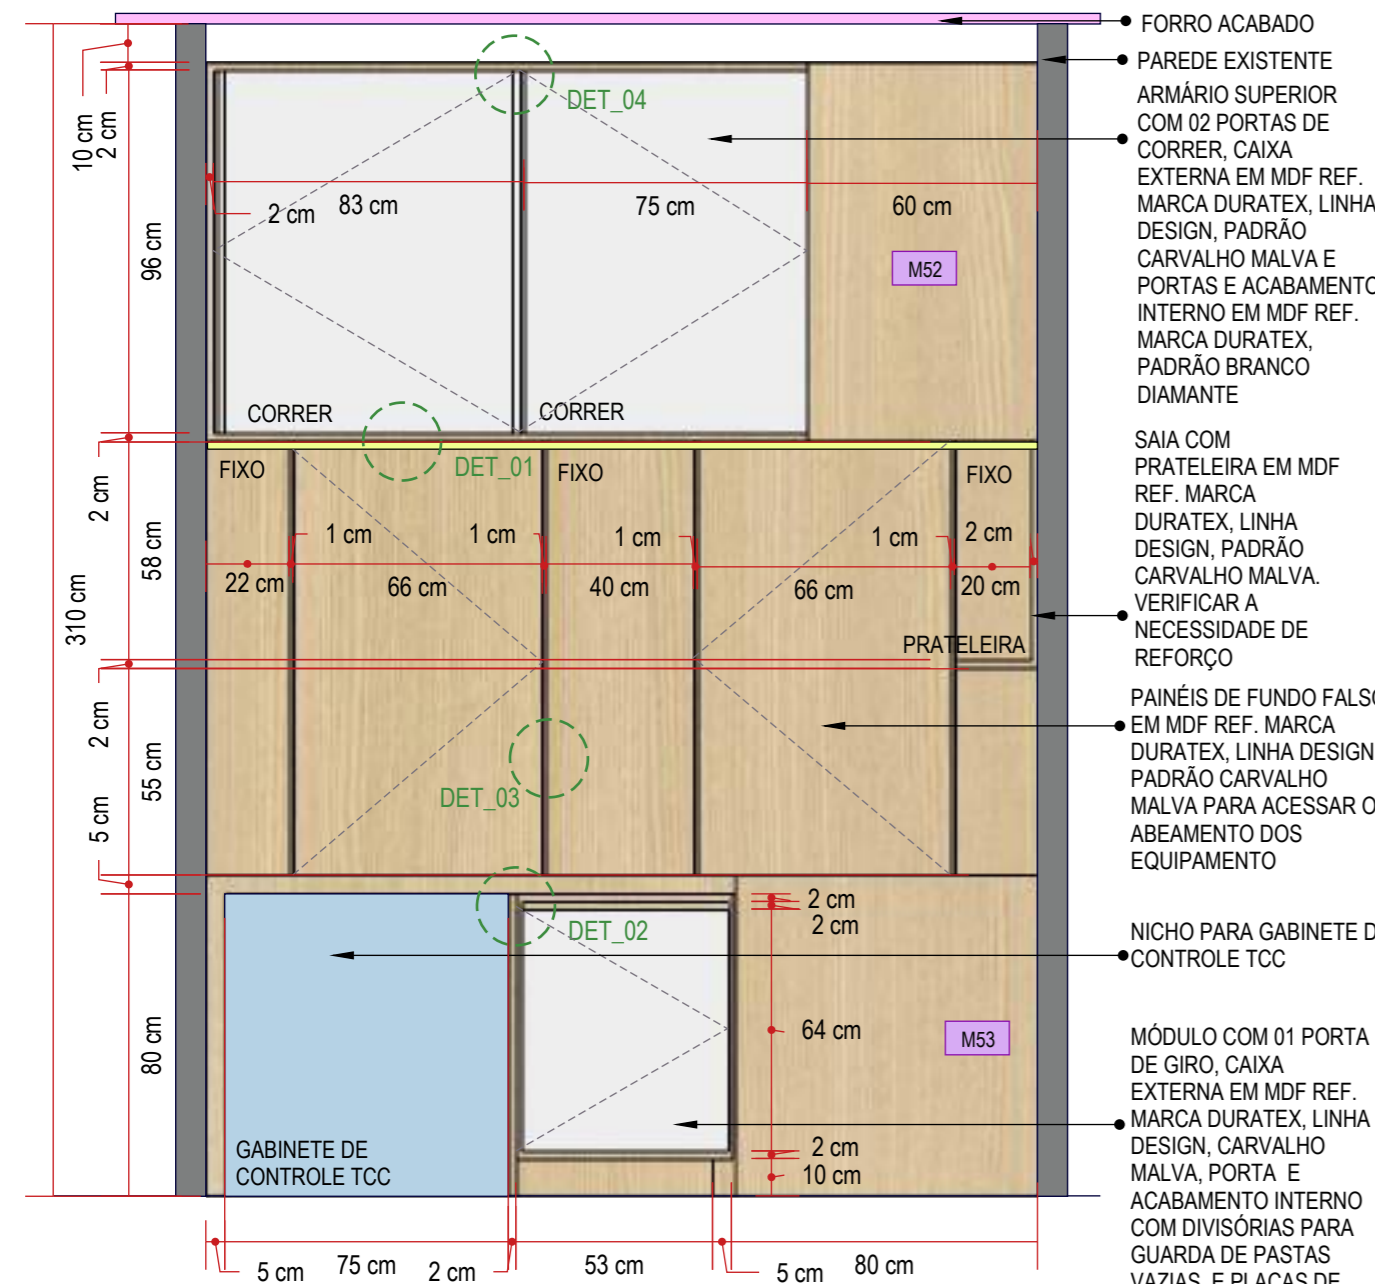 FORRO ACABADO
PAREDE EXISTENTE
ARMÁRIO SUPERIOR
COM 02 PORTAS DE
CORRER, CAIXA
EXTERNA EM MDF REF.
MARCA DURATEX, LINHA
DESIGN, PADRÃO
CARVALHO MALVA E
PORTAS E ACABAMENTO
INTERNO EM MDF REF.
MARCA DURATEX,
PADRÃO BRANCO
DIAMANTE
SAIA COM
PRATELEIRA EM MDF
REF. MARCA
DURATEX, LINHA
DESIGN, PADRÃO
CARVALHO MALVA.
VERIFICAR A
NECESSIDADE DE
REFORÇO
PAINÉIS DE FUNDO FALSO
EM MDF REF. MARCA
DURATEX, LINHA DESIGN
PADRÃO CARVALHO
MALVA PARA ACESSAR O
ABEAMENTO DOS
EQUIPAMENTO
NICHO PARA GABINETE D
CONTROLE TCC
MÓDULO COM 01 PORTA
DE GIRO, CAIXA
EXTERNA EM MDF REF.
MARCA DURATEX, LINHA
DESIGN, CARVALHO
MALVA, PORTA E
ACABAMENTO INTERNO
COM DIVISÓRIAS PARA
GUARDA DE PASTAS
VAZIAS, E PLACAS DE
310 cm
10 cm
2 cm
96 cm
2 cm
58 cm
2 cm
55 cm
5 cm
80 cm
DET_04
2 cm
83 cm
75 cm
60 cm
M52
CORRER
CORRER
DET_01
FIXO
FIXO
FIXO
1 cm
1 cm
1 cm
1 cm
2 cm
22 cm
66 cm
40 cm
66 cm
20 cm
PRATELEIRA
DET_03
DET_02
2 cm
2 cm
64 cm
M53
2 cm
10 cm
GABINETE DE
CONTROLE TCC
5 cm
75 cm
2 cm
53 cm
5 cm
80 cm